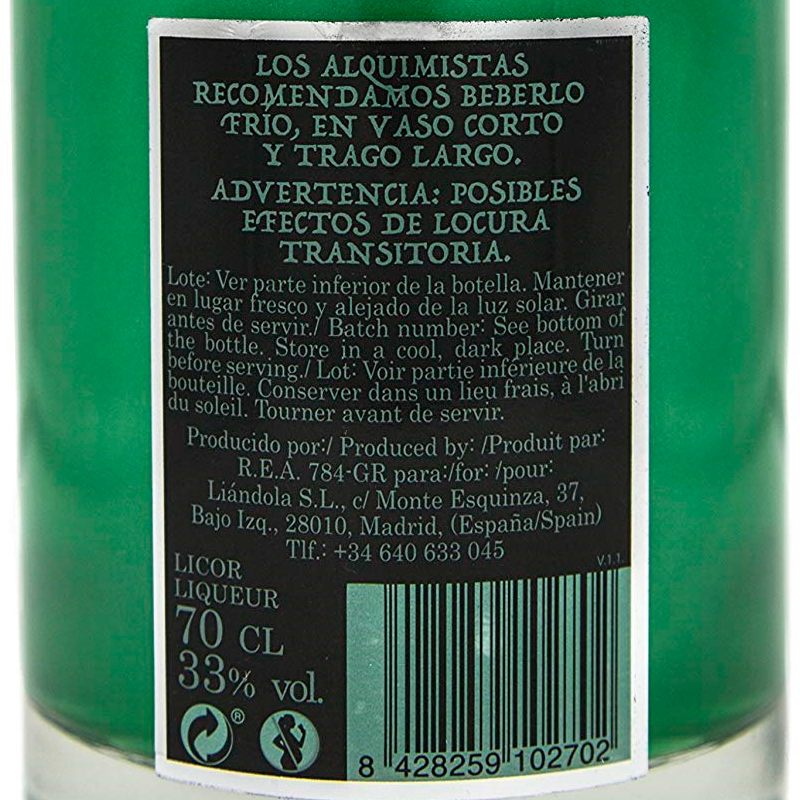 LOS ALQUIMISTAS
RECOMENDAMOS BEBERLO
FRÍO, EN VASO CORTO
Y TRAGO LARGO.
ADVERTENCIA: POSIBLES
EFECTOS DE LOCURA
TRANSITORIA.
Lote: Ver parte inferior de la botella. Mantener
en lugar fresco y alejado de la luz solar. Girar
antes de servir./ Batch number: See bottom of
the bottle. Store in a cool, dark place. Turn
before serving./ Lot: Voir partie inférieure de la
bouteille. Conserver dans un lieu frais, à l'abri
du soleil. Tourner avant de servir.
Producido por:/ Produced by: /Produit par:
R.E.A. 784-GR para:/for: /pour:
Liándola S.L., c/ Monte Esquinza, 37,
Bajo Izq., 28010, Madrid, (España/Spain)
Tlf.: +34 640 633 045
V.1.1.
LICOR
LIQUEUR
70 CL
33% vol.
®
8 428259 102702